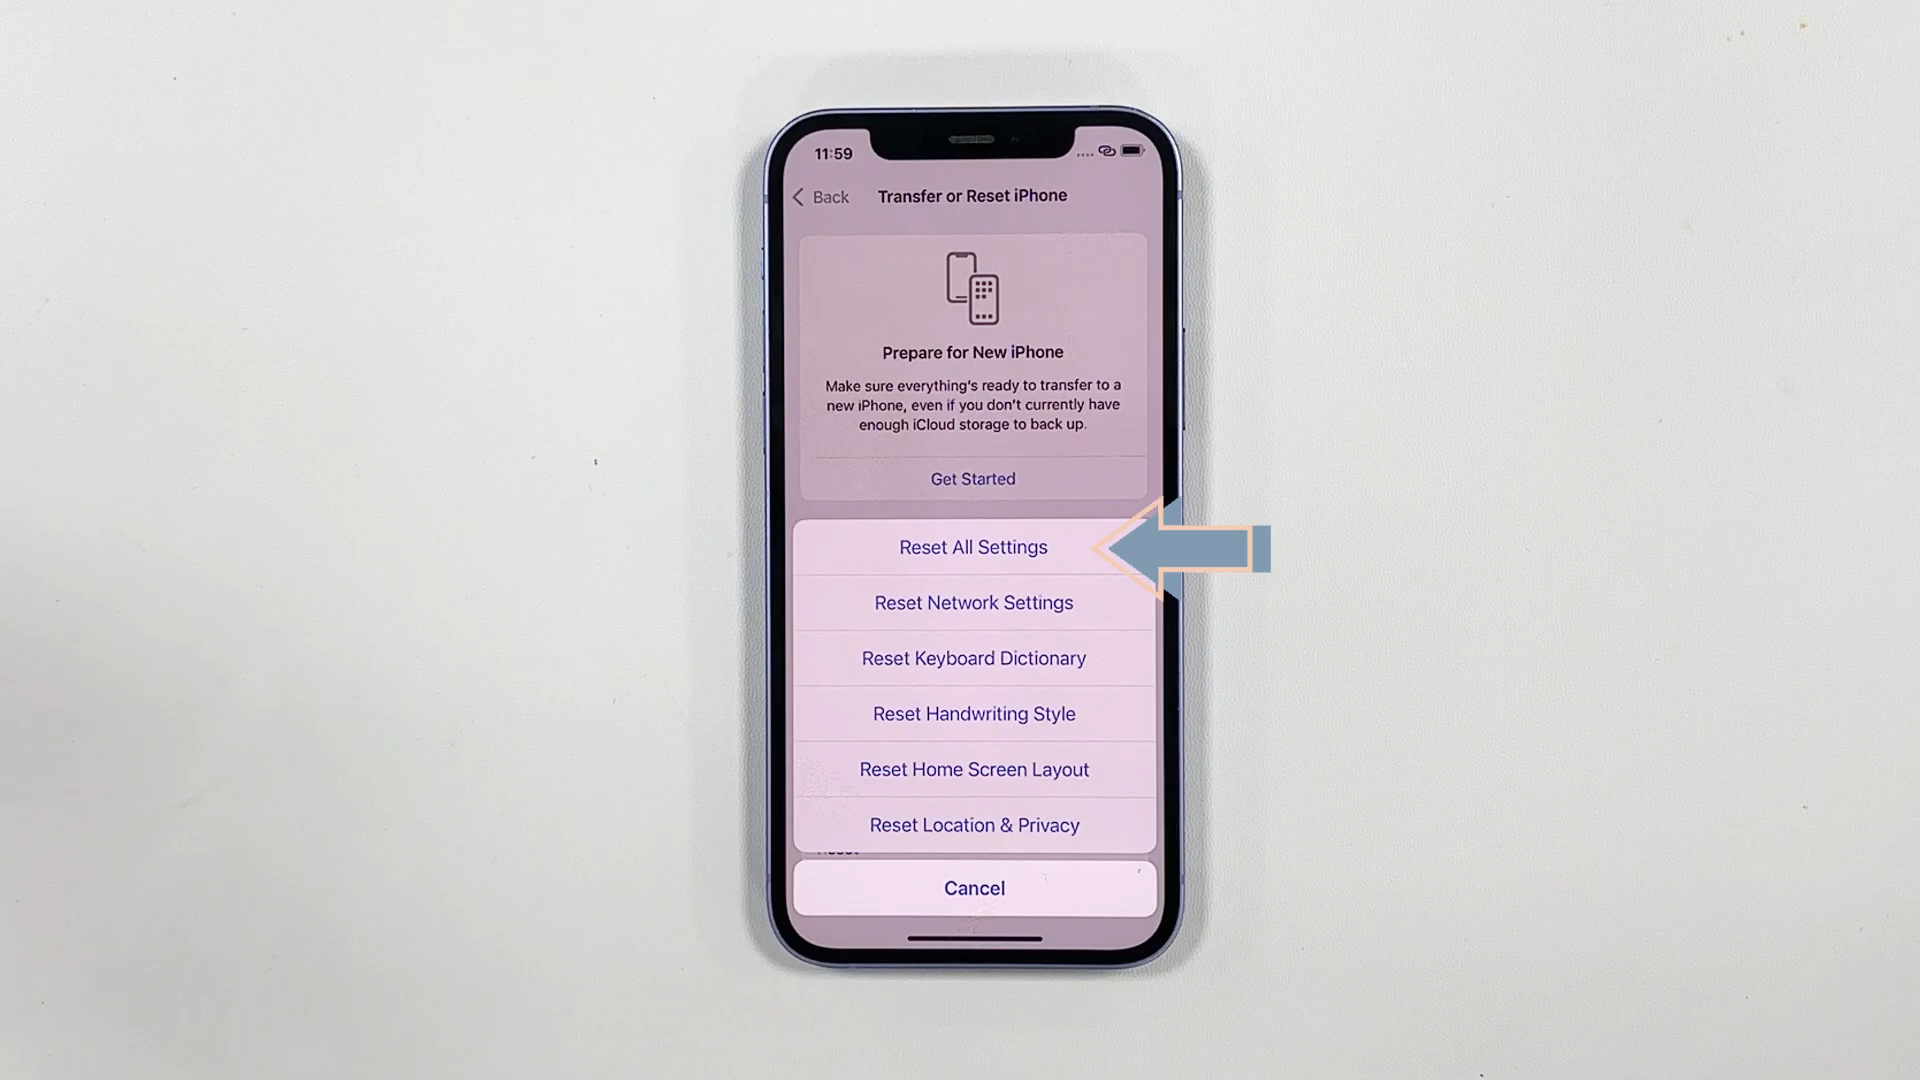 11:59
Back
Transfer or Reset iPhone
Prepare for New iPhone
Make sure everything's ready to transfer to a
new iPhone, even if you don't currently have
enough iCloud storage to back up.
Get Started
Reset All Settings
Reset Network Settings
Reset Keyboard Dictionary
Reset Handwriting Style
Reset Home Screen Layout
Reset Location & Privacy
Cancel